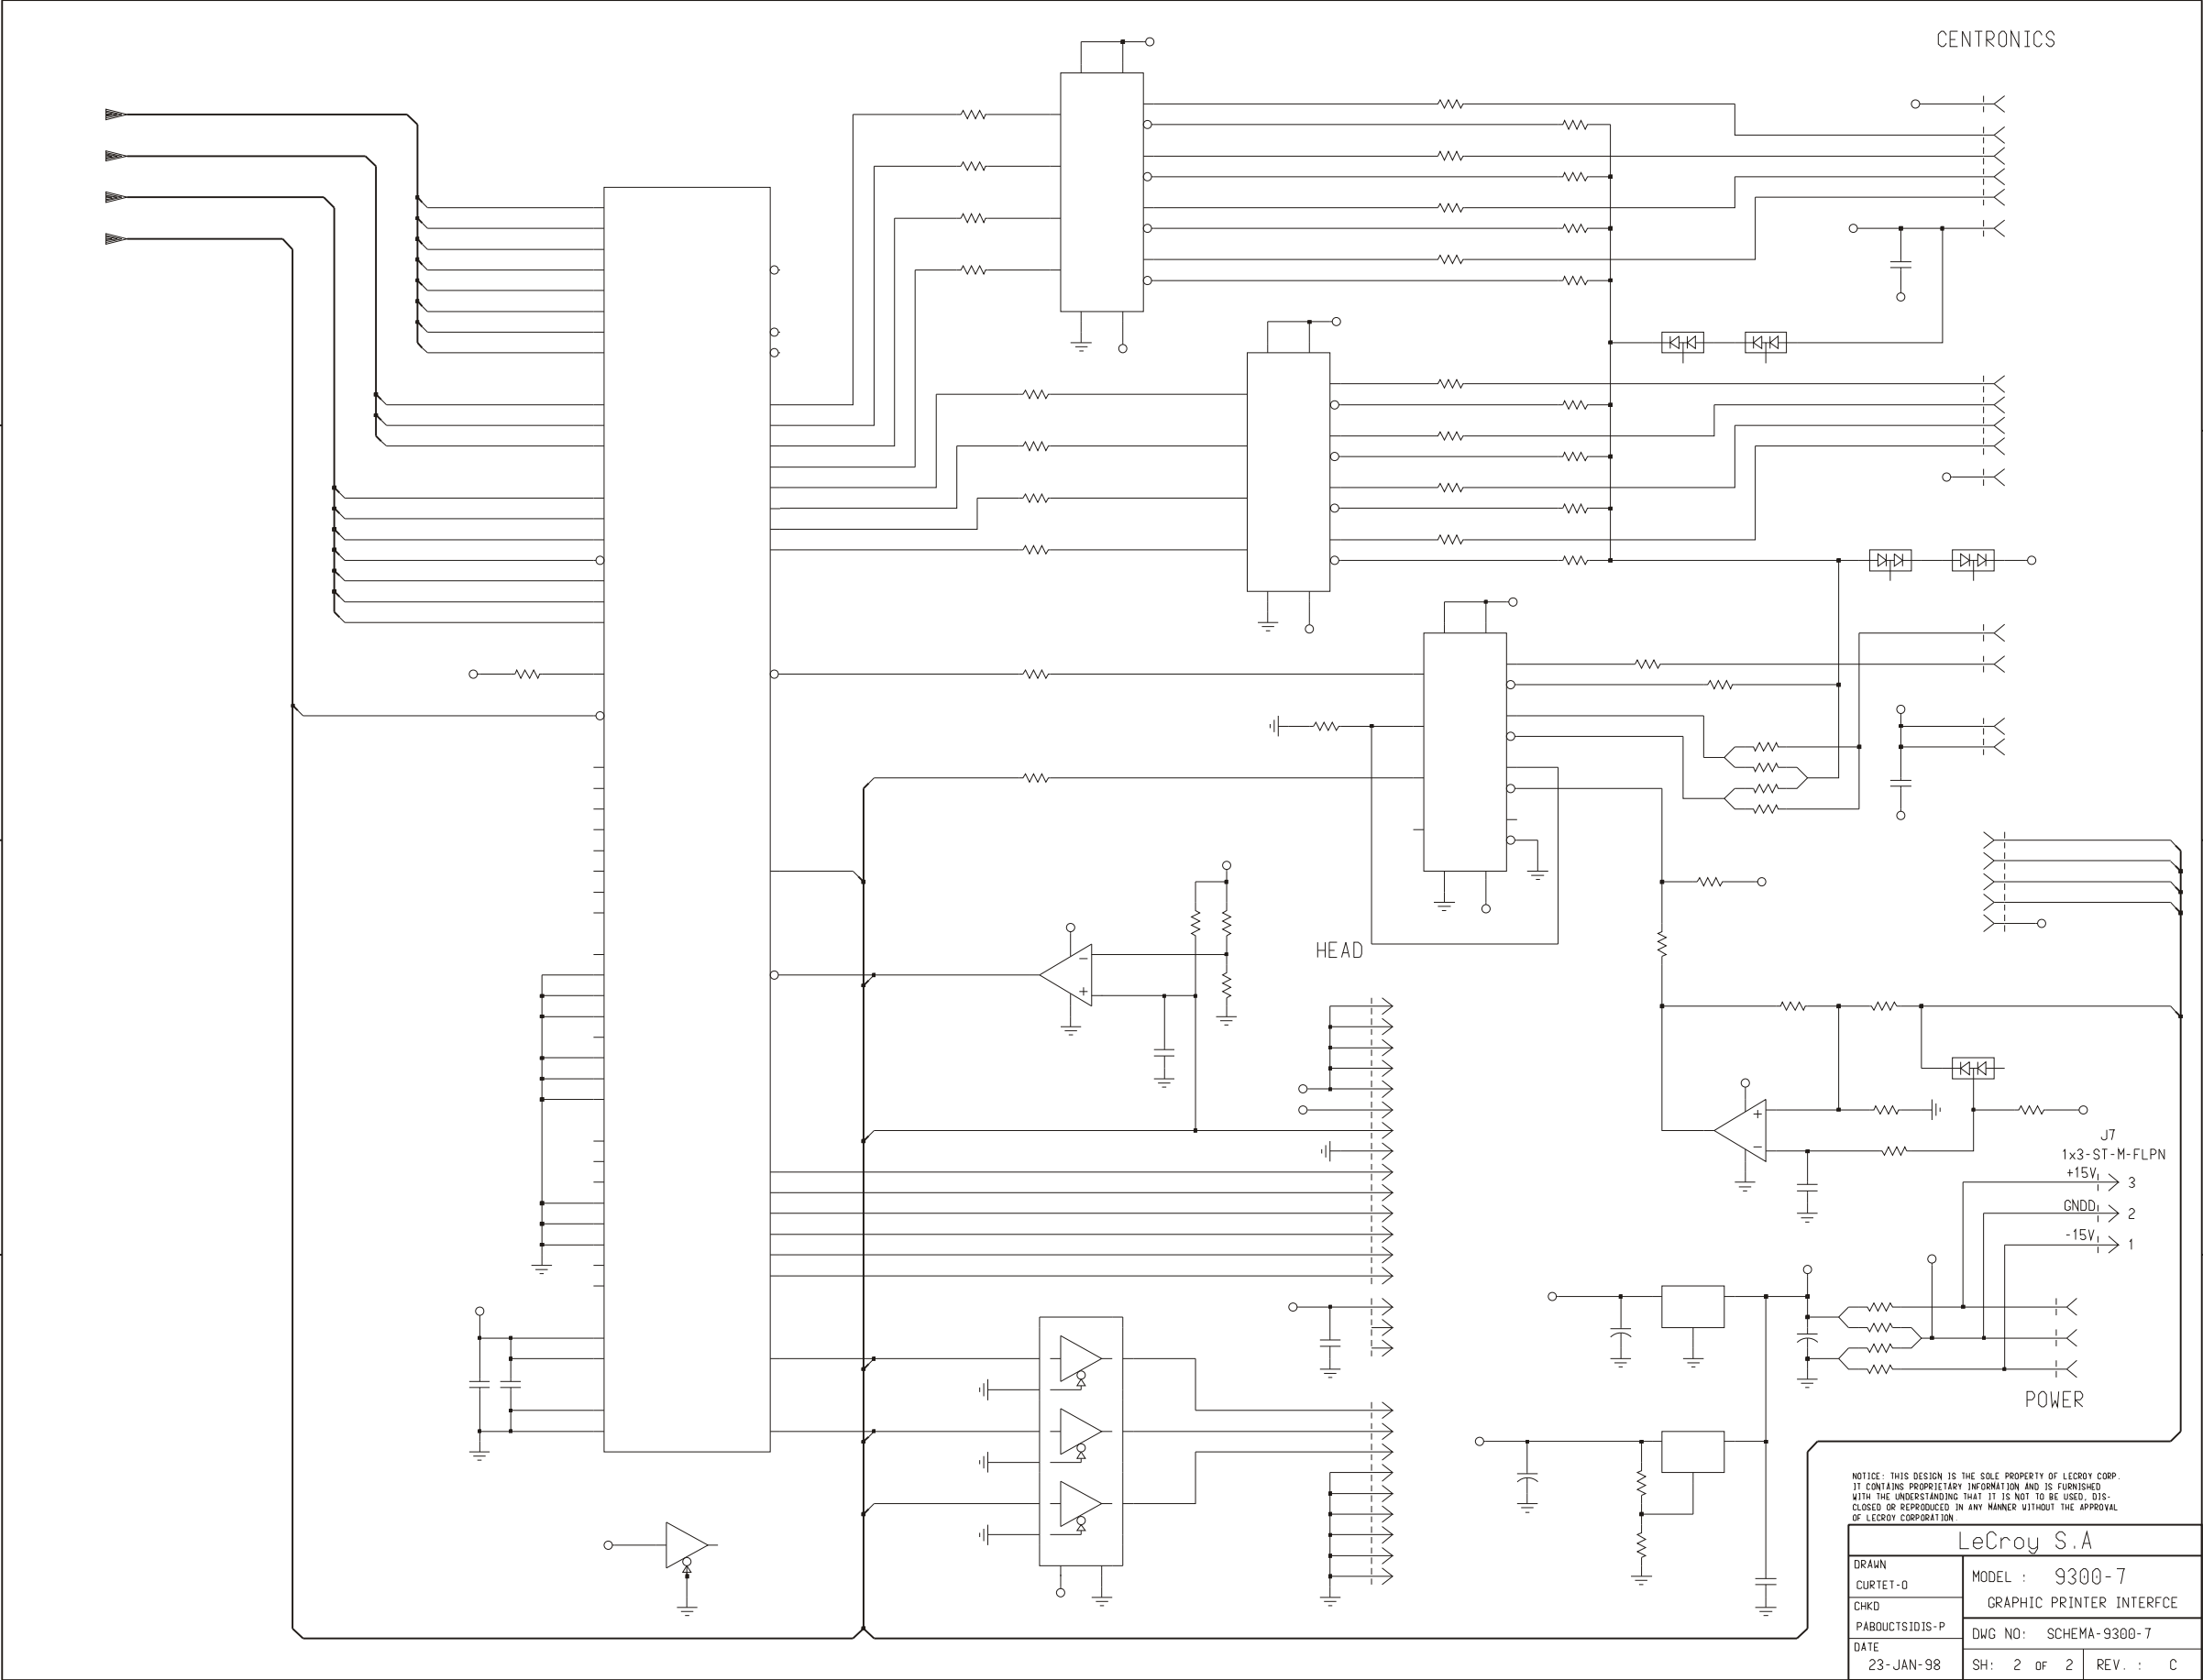 CENTRONICS
HEAD
J7
1x3-ST-M-FLPN
+15V
3
GNDD
2
-15V
1
POWER
NOTICE: THIS DESIGN IS THE SOLE PROPERTY OF LECROY CORP.
IT CONTAINS PROPRIETARY INFORMATION AND IS FURNISHED
WITH THE UNDERSTANDING THAT IT IS NOT TO BE USED, DIS-
CLOSED OR REPRODUCED IN ANY MANNER WITHOUT THE APPROVAL
OF LECROY CORPORATION.
LeCroy S.A
DRAWN
CURTET-O
MODEL : 9300-7
GRAPHIC PRINTER INTERFCE
CHKD
PABOUCTSIDIS-P
DWG NO: SCHEMA-9300-7
DATE
23-JAN-98
SH: 2 OF 2
REV. : C